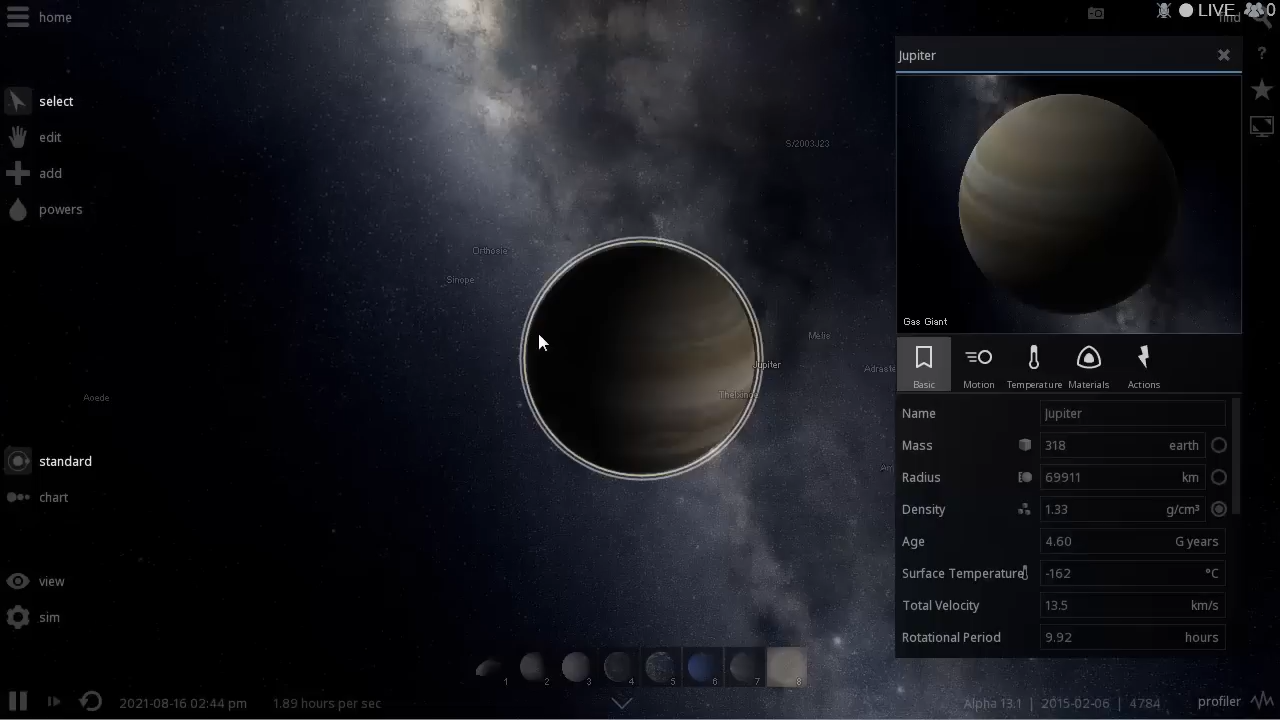 home
LIVE 0
find
Jupiter
select
edit
add
powers
?
S/2003J23
Orthosie
Sinope
Melis
Jupiter
Thelxinoe
Aoede
Gas Giant
Basic
Motion
Temperature
Materials
Actions
Name Jupiter
Mass 318 earth
Radius 69911 km
Density 1.33 g/cm³
Age 4.60 G years
Surface Temperature -162 °C
Total Velocity 13.5 km/s
Rotational Period 9.92 hours
standard
chart
view
sim
1 2 3 4 5 6 7 8
2021-08-16 02:44 pm
1.89 hours per sec
Alpha 13.1 | 2015-02-06 | 4784
profiler